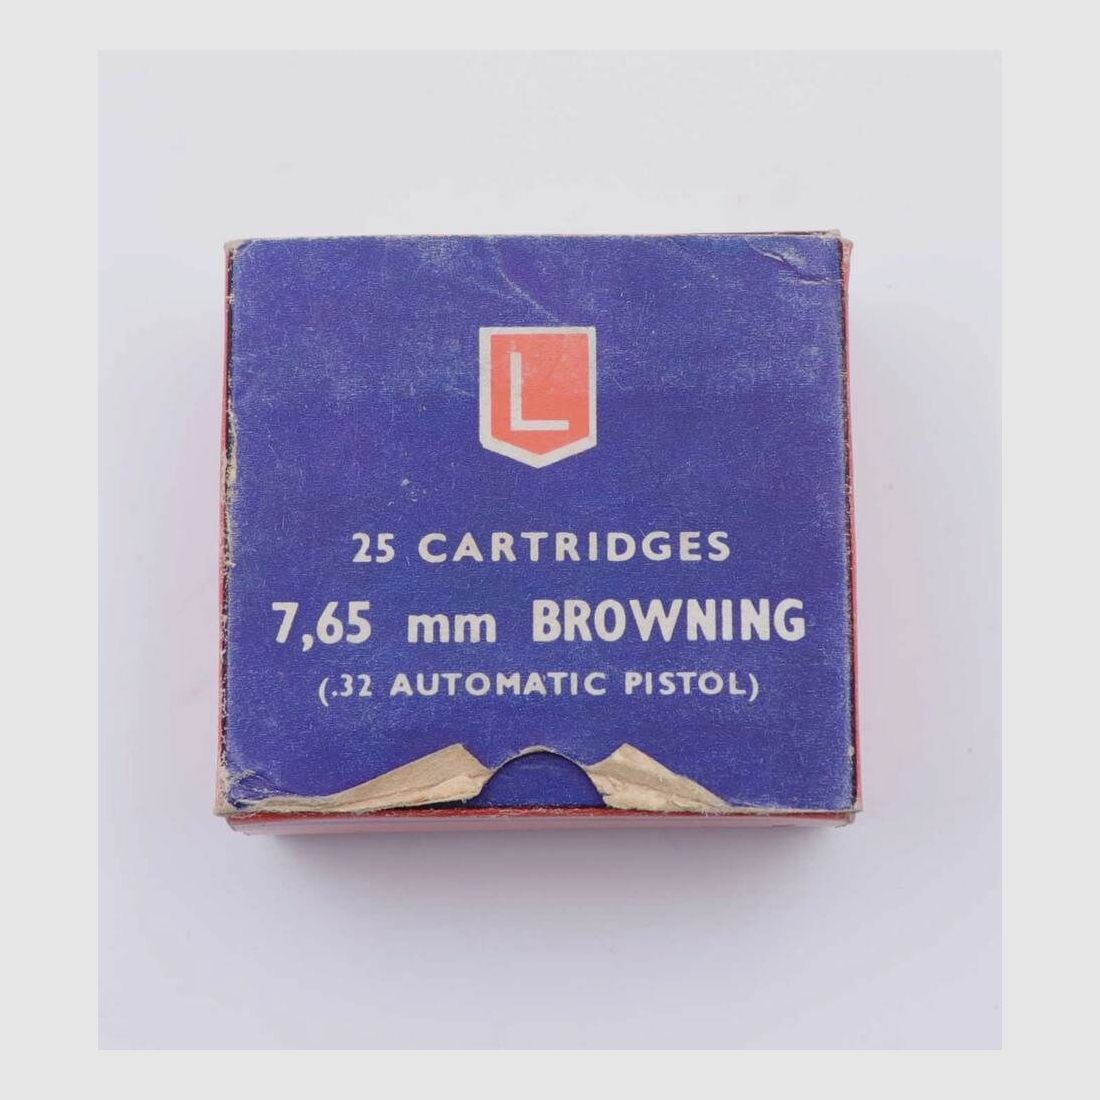 L
25 CARTRIDGES
7,65 mm BROWNING
(.32 AUTOMATIC PISTOL)